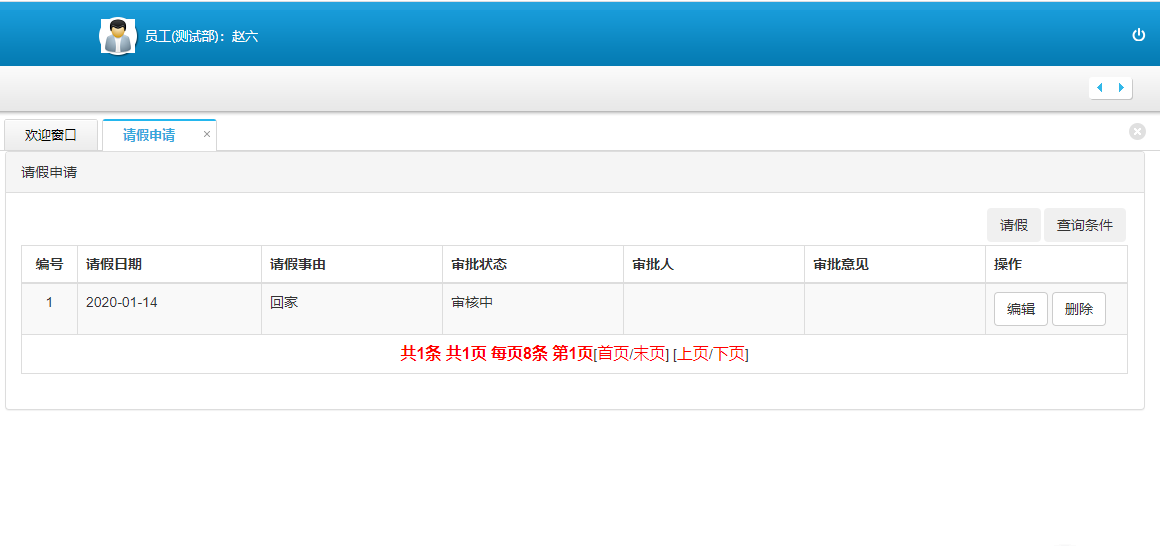 员工(测试部)：赵六
欢迎窗口 请假申请 ×
请假申请
请假 查询条件
编号 请假日期 请假事由 审批状态 审批人 审批意见 操作
1 2020-01-14 回家 审核中 编辑 删除
共1条 共1页 每页8条 第1页[首页/末页] [上页/下页]